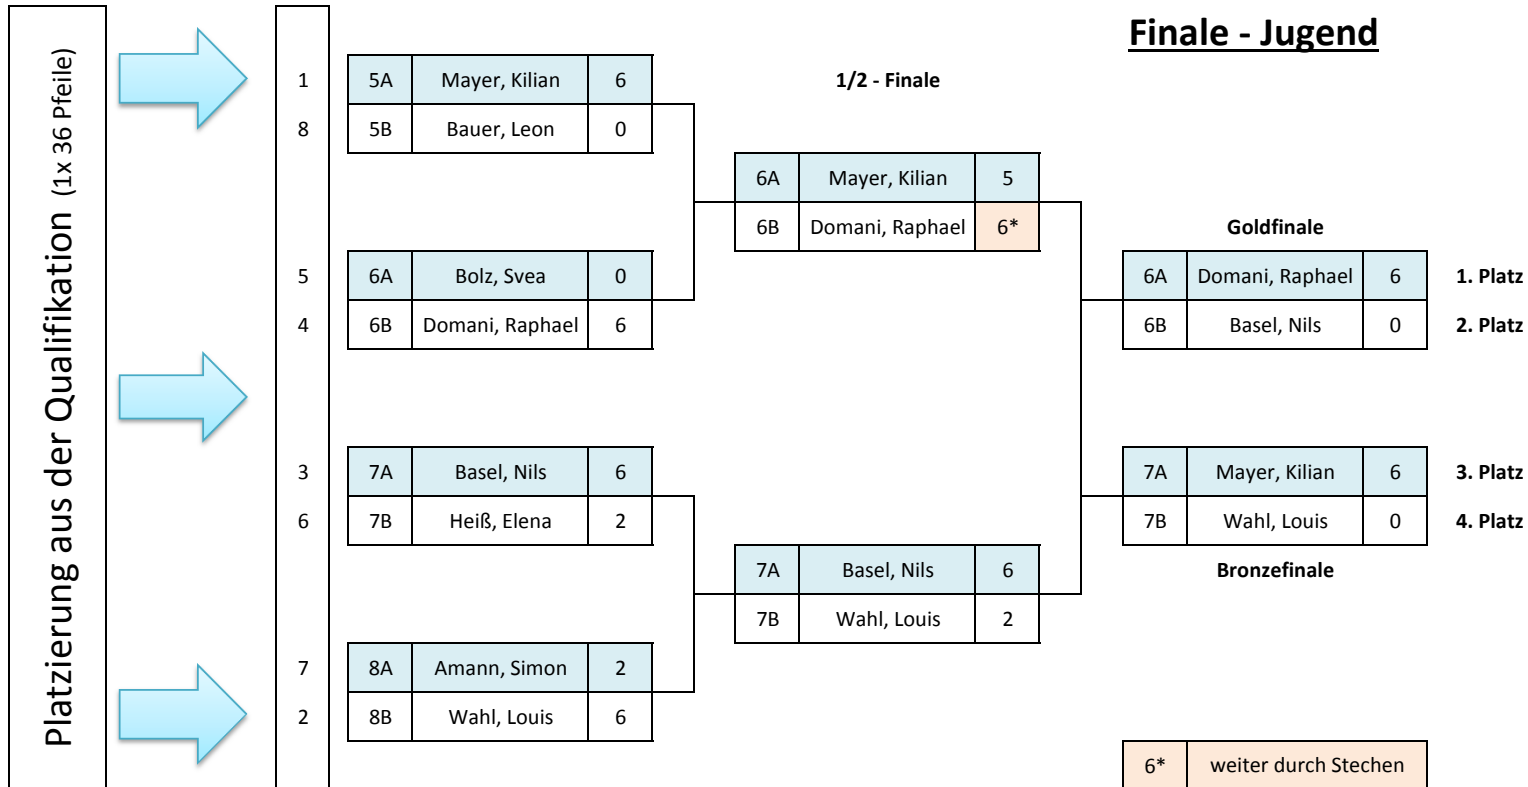 Finale - Jugend
Platzierung aus der Qualifikation (1x 36 Pfeile)
1 5A Mayer, Kilian 6
8 5B Bauer, Leon 0
5 6A Bolz, Svea 0
4 6B Domani, Raphael 6
3 7A Basel, Nils 6
6 7B Heiß, Elena 2
7 8A Amann, Simon 2
2 8B Wahl, Louis 6
1/2 - Finale
6A Mayer, Kilian 5
6B Domani, Raphael 6*
7A Basel, Nils 6
7B Wahl, Louis 2
Goldfinale
6A Domani, Raphael 6 1. Platz
6B Basel, Nils 0 2. Platz
7A Mayer, Kilian 6 3. Platz
7B Wahl, Louis 0 4. Platz
Bronzefinale
6* weiter durch Stechen